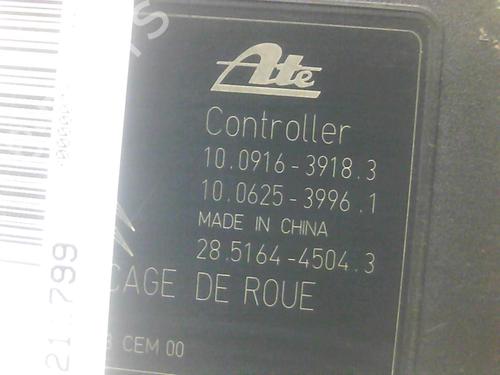 Ate
Controller
10.0916-3918.3
10.0625-3996.1
MADE IN CHINA
28.5164-4504.3
CAGE DE ROUE
CEM 00